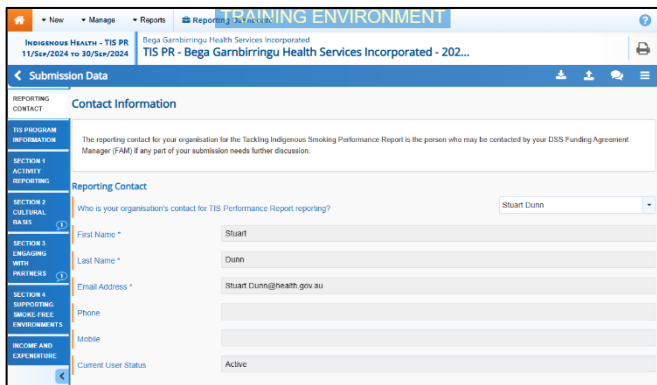 New
Manage
Reports
Reporting Dashboard
TRAINING ENVIRONMENT
INDIGENOUS HEALTH - TIS PR
11/SEP/2024 TO 30/SEP/2024
Bega Garnbirringu Health Services Incorporated
TIS PR - Bega Garnbirringu Health Services Incorporated - 202...
Submission Data
REPORTING CONTACT
TIS PROGRAM INFORMATION
SECTION 1 ACTIVITY REPORTING
SECTION 2 CULTURAL BASIS
SECTION 3 ENGAGING WITH PARTNERS
SECTION 4 SUPPORTING SMOKE-FREE ENVIRONMENTS
INCOME AND EXPENDITURE
Contact Information
The reporting contact for your organisation for the Tackling Indigenous Smoking Performance Report is the person who may be contacted by your DSS Funding Agreement
Manager (FAM) if any part of your submission needs further discussion.
Reporting Contact
Who is your organisation's contact for TIS Performance Report reporting?
Stuart Dunn
First Name *
Stuart
Last Name *
Dunn
Email Address *
Stuart Dunn@health.gov.au
Phone
Mobile
Current User Status
Active